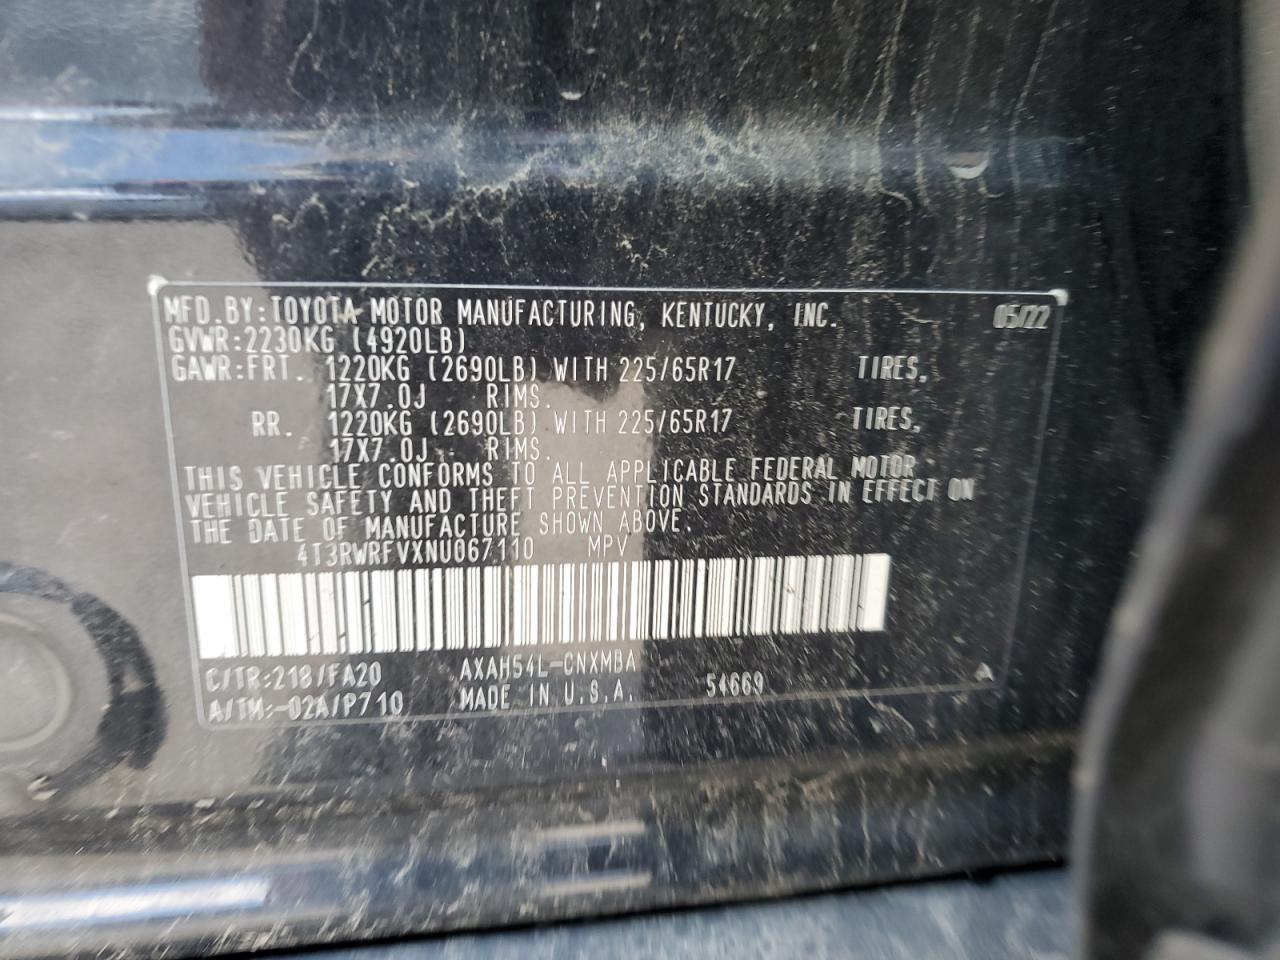 MFD.BY:TOYOTA MOTOR MANUFACTURING, KENTUCKY, INC. 05/22
GVWR:2230KG (4920LB)
GAWR:FRT. 1220KG (2690LB) WITH 225/65R17 TIRES,
17X7.0J RIMS.
RR. 1220KG (2690LB) WITH 225/65R17 TIRES,
17X7.0J RIMS.
THIS VEHICLE CONFORMS TO ALL APPLICABLE FEDERAL MOTOR
VEHICLE SAFETY AND THEFT PREVENTION STANDARDS IN EFFECT ON
THE DATE OF MANUFACTURE SHOWN ABOVE.
4T3RWRFVXNU067110 MPV
C/TR:218/FA20 AXAH54L-CNXMBA
A/TM:-02A/P710 MADE IN U.S.A. 54669 A